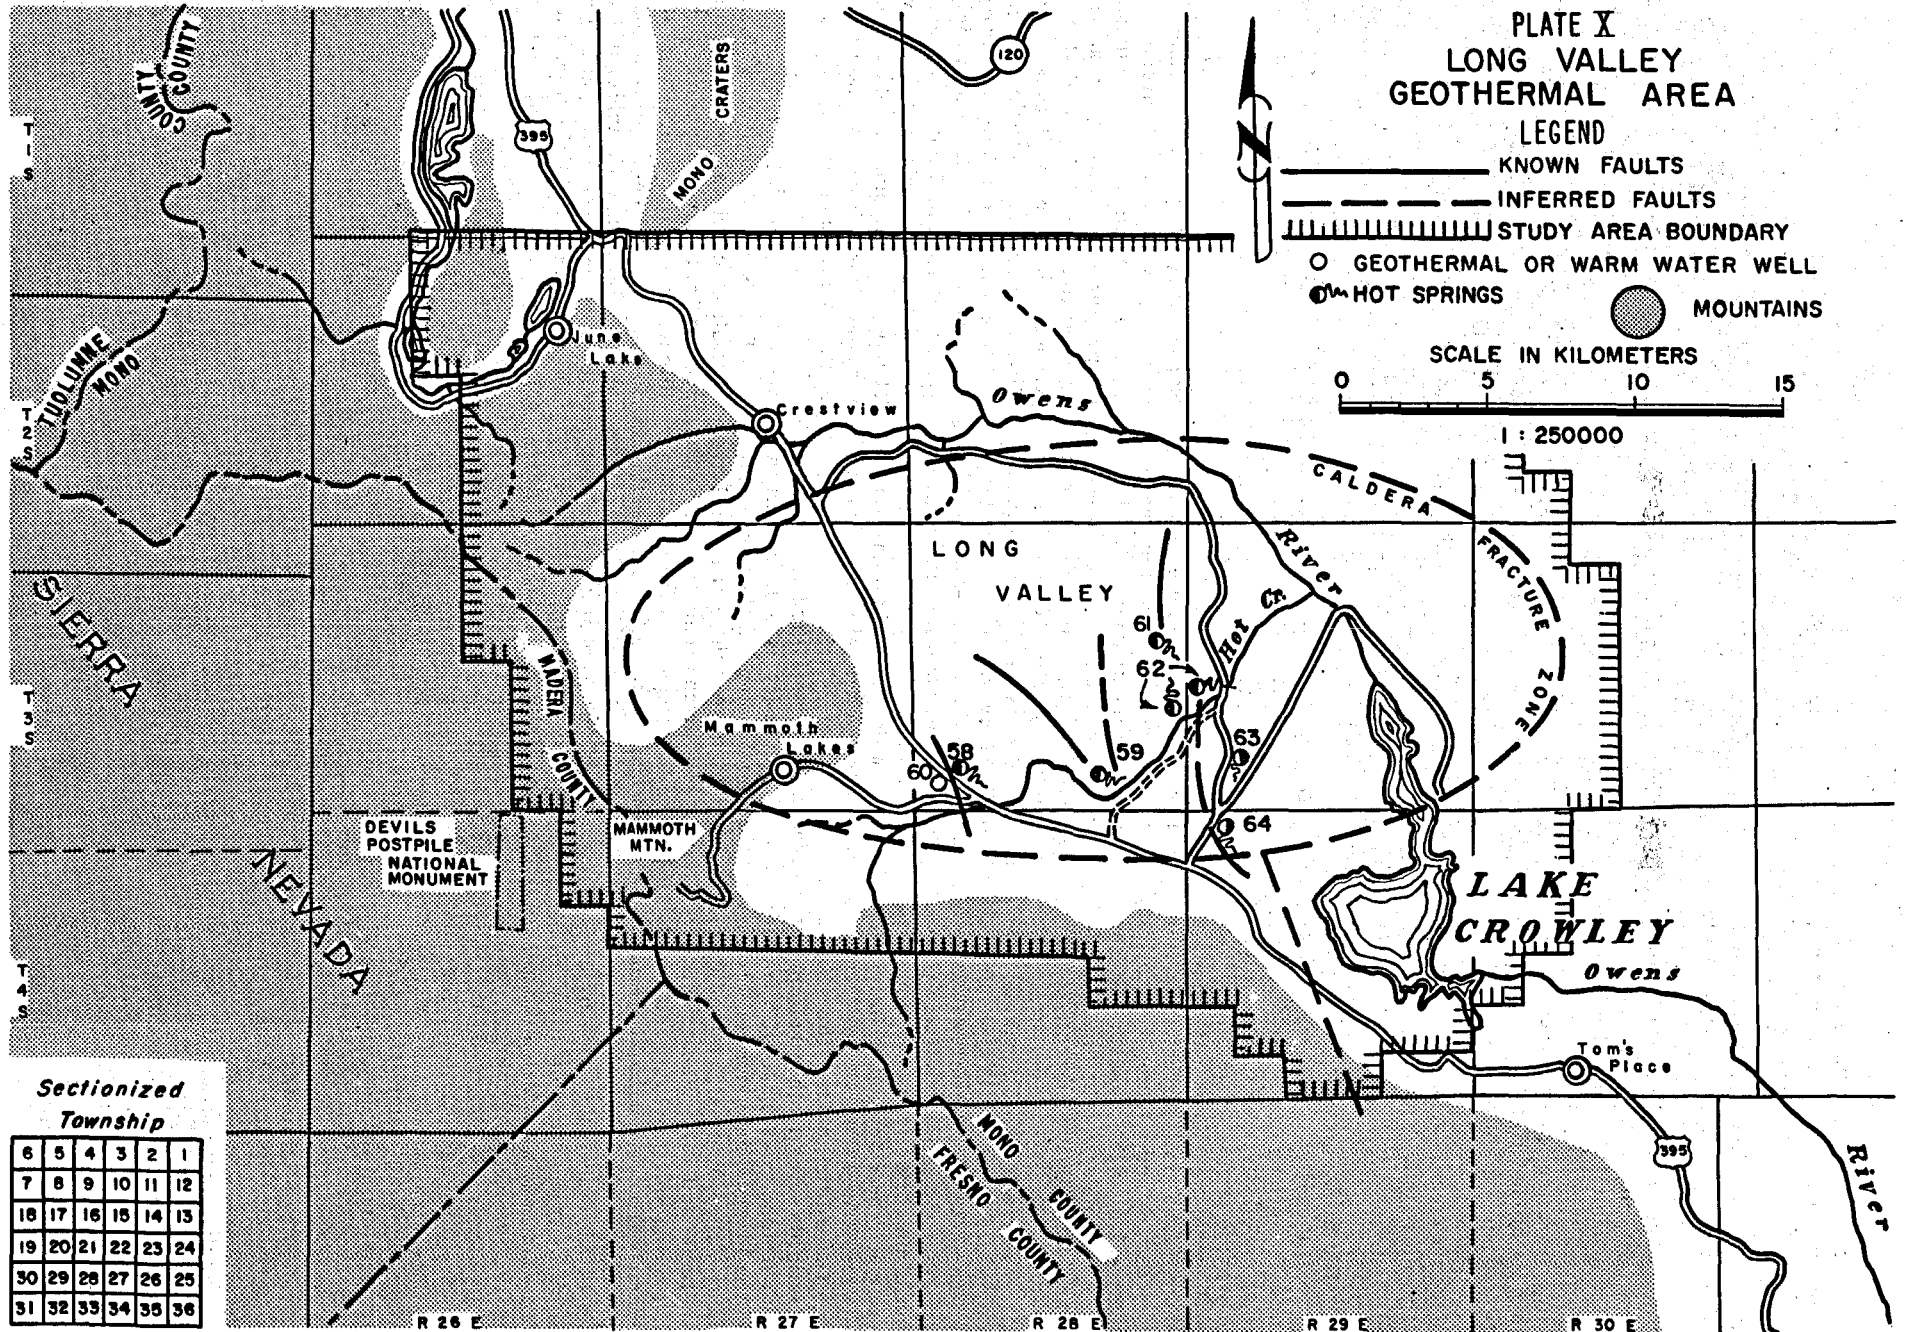 PLATE X
LONG VALLEY
GEOTHERMAL AREA
LEGEND
KNOWN FAULTS
INFERRED FAULTS
STUDY AREA BOUNDARY
GEOTHERMAL OR WARM WATER WELL
HOT SPRINGS
MOUNTAINS
SCALE IN KILOMETERS
0 5 10 15
1 : 250000
N
120
395
COUNTY
COUNTY
MONO
CRATERS
T1S
T2S
T3S
T4S
TUOLUMNE
MONO
June
Lake
Crestview
Owens
River
CALDERA
FRACTURE
ZONE
LONG
VALLEY
Hot Cr.
61
62
63
64
58
59
60
SIERRA
NEVADA
MADERA
COUNTY
Mammoth
Lakes
MAMMOTH
MTN.
DEVILS
POSTPILE
NATIONAL
MONUMENT
LAKE
CROWLEY
Owens
River
Tom's
Place
395
MONO
COUNTY
FRESNO
COUNTY
Sectionized
Township
6 5 4 3 2 1
7 8 9 10 11 12
18 17 16 15 14 13
19 20 21 22 23 24
30 29 28 27 26 25
31 32 33 34 35 36
R 26 E
R 27 E
R 28 E
R 29 E
R 30 E